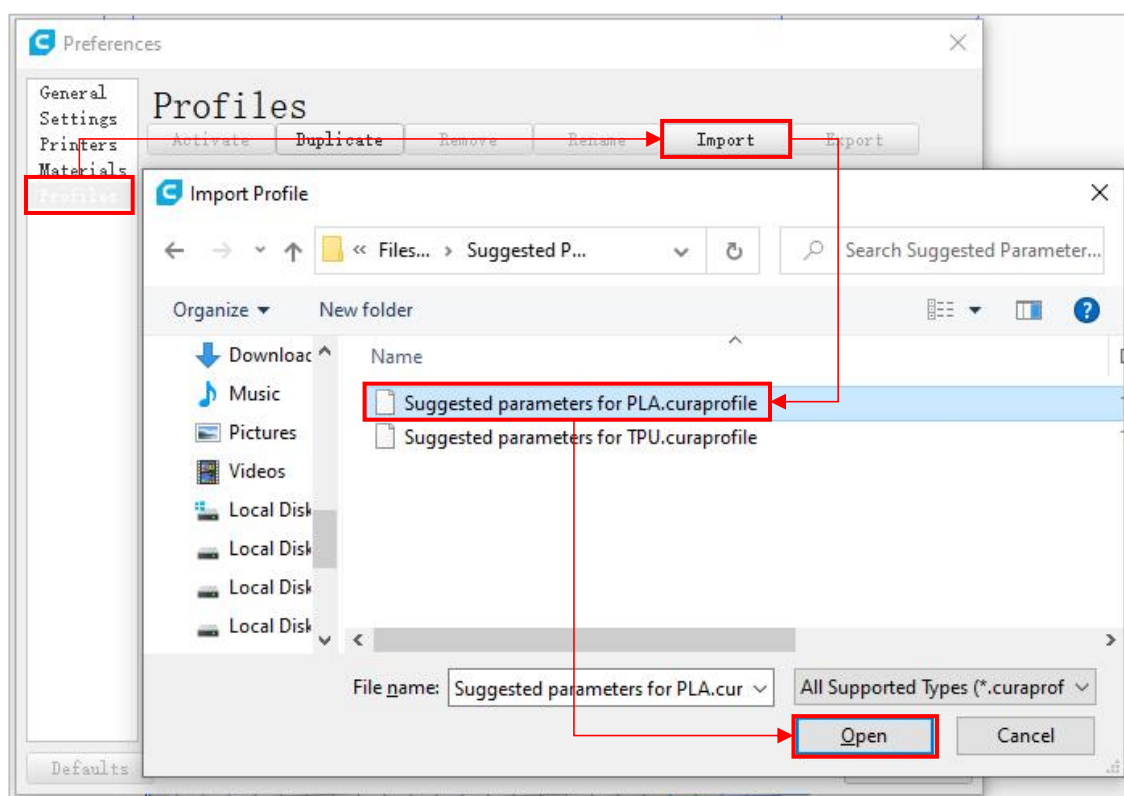 Preferences
General
Settings
Printers
Materials
Profiles
Profiles
Activate Duplicate Remove Rename Import Export
Import Profile
« Files... > Suggested P...
Search Suggested Parameter...
Organize New folder
Name
Downloac
Music
Pictures
Videos
Local Disk
Local Disk
Local Disk
Local Disk
Suggested parameters for PLA.curaprofile
Suggested parameters for TPU.curaprofile
File name: Suggested parameters for PLA.cur All Supported Types (*.curaprof
Open Cancel
Defaults